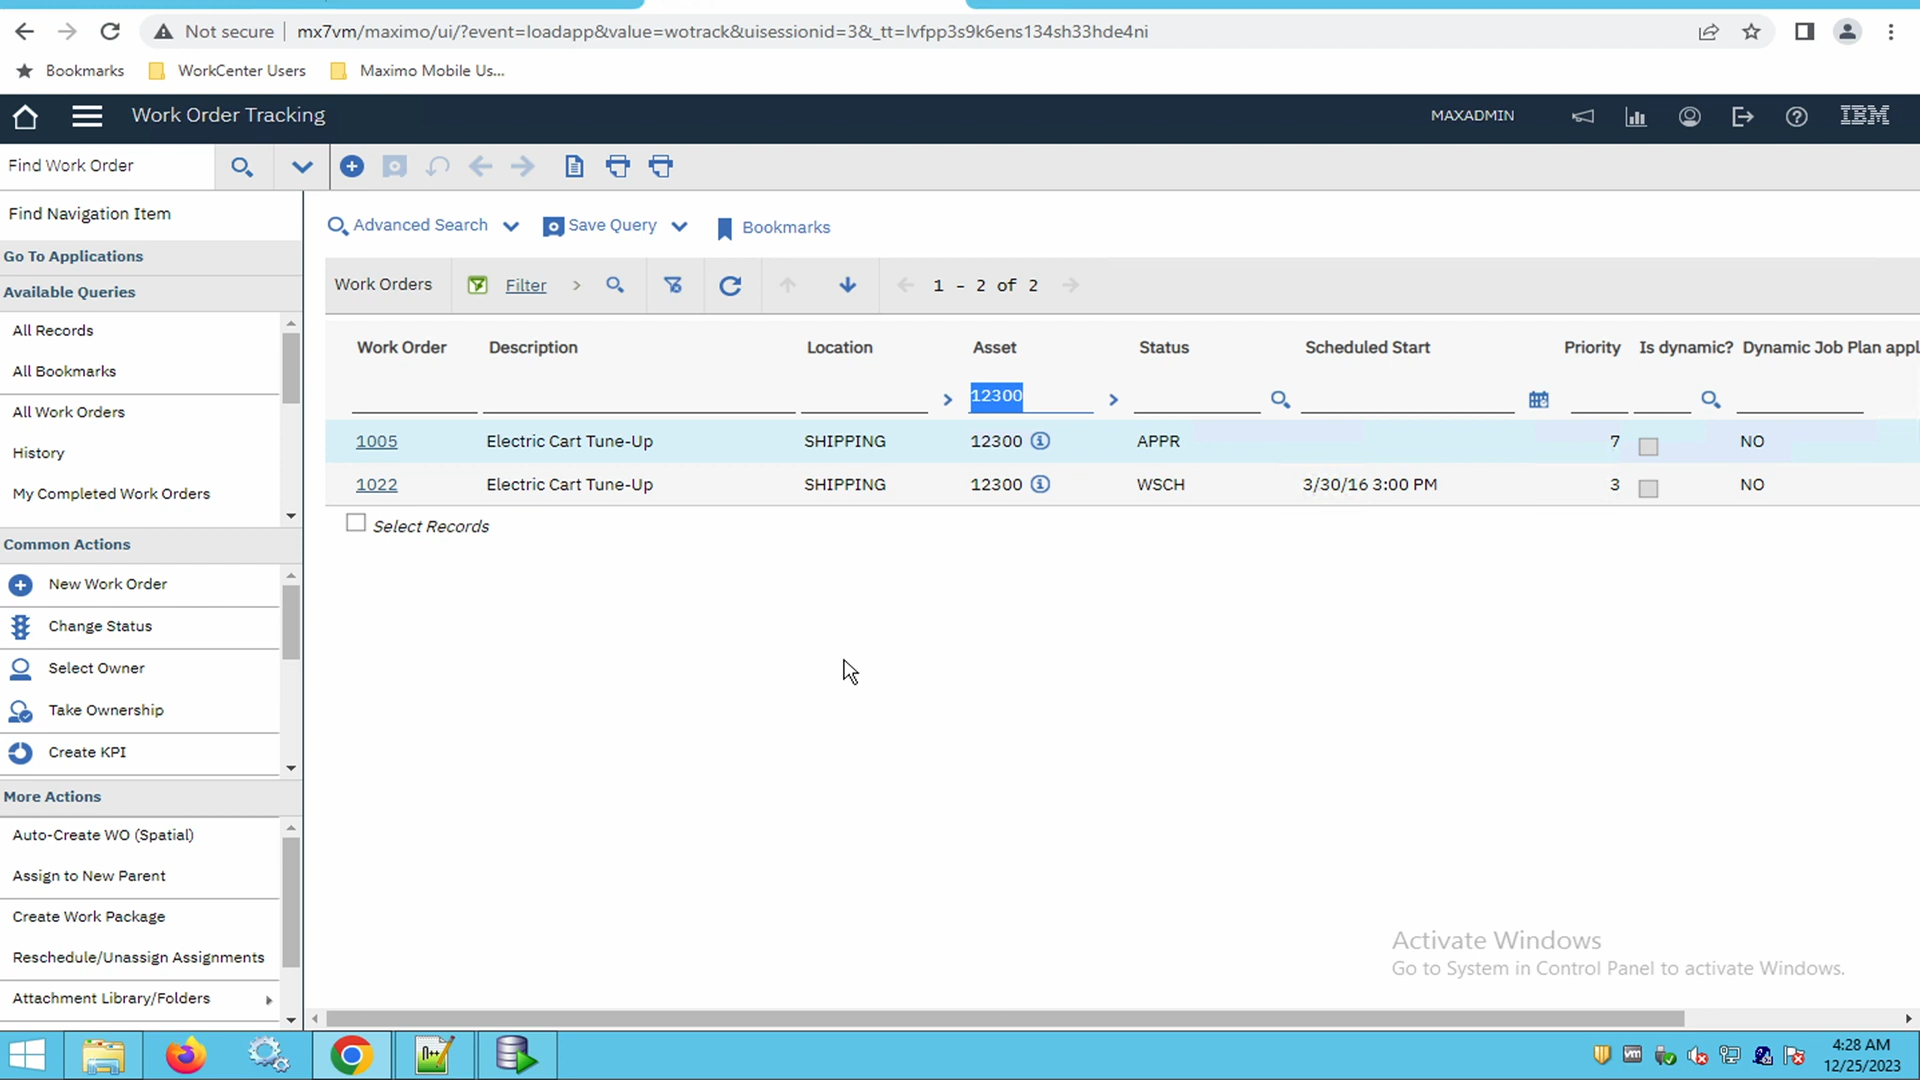 Not secure
mx7vm/maximo/ui/?event=loadapp&value=wotrack&uisessionid=3&_tt=lvfpp3s9k6ens134sh33hde4ni
Bookmarks
WorkCenter Users
Maximo Mobile Us...
Work Order Tracking
MAXADMIN
IBM
Find Work Order
Find Navigation Item
Go To Applications
Available Queries
All Records
All Bookmarks
All Work Orders
History
My Completed Work Orders
Common Actions
New Work Order
Change Status
Select Owner
Take Ownership
Create KPI
More Actions
Auto-Create WO (Spatial)
Assign to New Parent
Create Work Package
Reschedule/Unassign Assignments
Attachment Library/Folders
Advanced Search
Save Query
Bookmarks
Work Orders
Filter
1 - 2 of 2
Work Order Description Location Asset Status Scheduled Start Priority Is dynamic? Dynamic Job Plan appl
12300
1005 Electric Cart Tune-Up SHIPPING 12300 APPR 7 NO
1022 Electric Cart Tune-Up SHIPPING 12300 WSCH 3/30/16 3:00 PM 3 NO
Select Records
Activate Windows
Go to System in Control Panel to activate Windows.
N++
vm
4:28 AM
12/25/2023